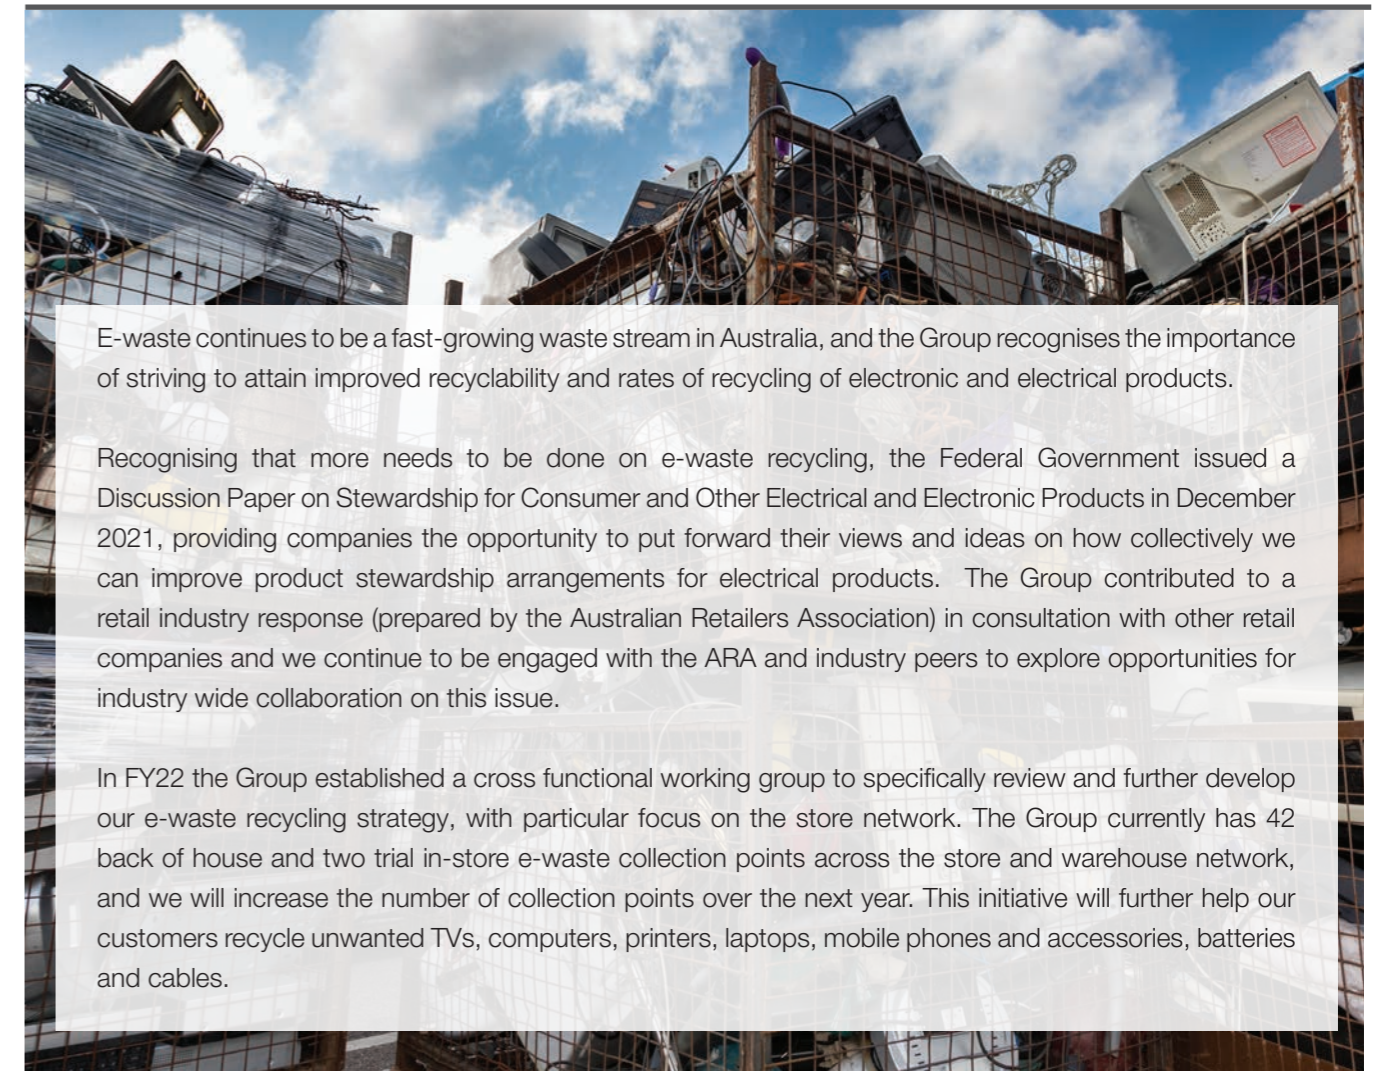 E-waste continues to be a fast-growing waste stream in Australia, and the Group recognises the importance
of striving to attain improved recyclability and rates of recycling of electronic and electrical products.
Recognising that more needs to be done on e-waste recycling, the Federal Government issued a
Discussion Paper on Stewardship for Consumer and Other Electrical and Electronic Products in December
2021, providing companies the opportunity to put forward their views and ideas on how collectively we
can improve product stewardship arrangements for electrical products. The Group contributed to a
retail industry response (prepared by the Australian Retailers Association) in consultation with other retail
companies and we continue to be engaged with the ARA and industry peers to explore opportunities for
industry wide collaboration on this issue.
In FY22 the Group established a cross functional working group to specifically review and further develop
our e-waste recycling strategy, with particular focus on the store network. The Group currently has 42
back of house and two trial in-store e-waste collection points across the store and warehouse network,
and we will increase the number of collection points over the next year. This initiative will further help our
customers recycle unwanted TVs, computers, printers, laptops, mobile phones and accessories, batteries
and cables.